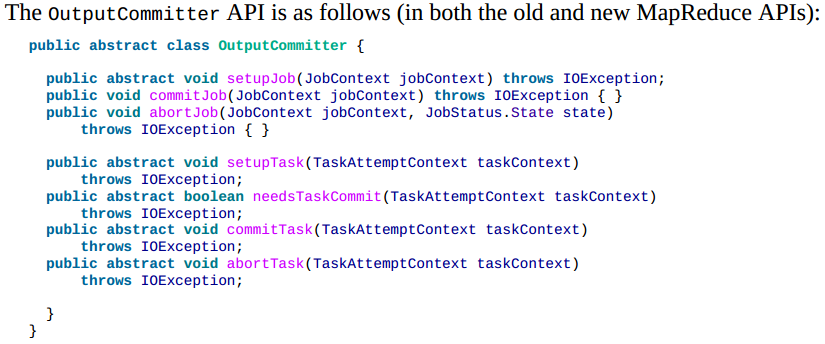 The OutputCommitter API is as follows (in both the old and new MapReduce APIs):
public abstract class OutputCommitter {
public abstract void setupJob(JobContext jobContext) throws IOException;
public void commitJob(JobContext jobContext) throws IOException { }
public void abortJob(JobContext jobContext, JobStatus.State state)
throws IOException { }
public abstract void setupTask(TaskAttemptContext taskContext)
throws IOException;
public abstract boolean needsTaskCommit(TaskAttemptContext taskContext)
throws IOException;
public abstract void commitTask(TaskAttemptContext taskContext)
throws IOException;
public abstract void abortTask(TaskAttemptContext taskContext)
throws IOException;
}
}